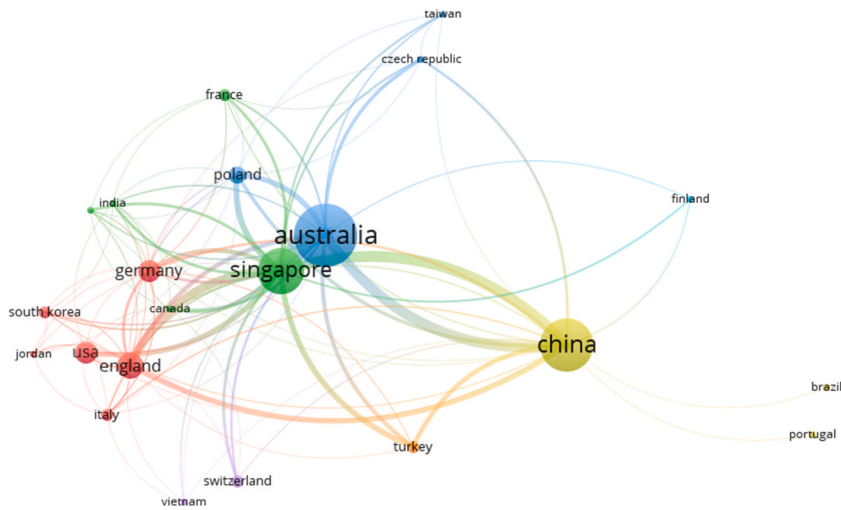 taiwan
czech republic
france
poland
india
finland
australia
singapore
germany
canada
south korea
china
jordan
usa
england
brazil
italy
portugal
turkey
switzerland
vietnam